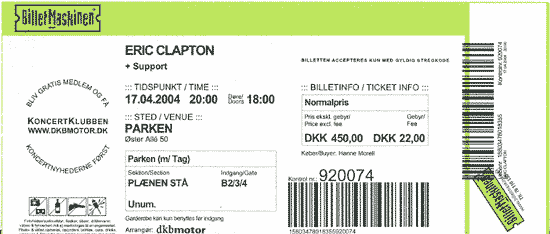 BilletMaskinen
BLIV GRATIS MEDLEM OG FÅ
KONCERTKLUBBEN
WWW.DKBMOTOR.DK
KONCERTNYHEDERNE FØRST
ERIC CLAPTON
+ Support
::: TIDSPUNKT / TIME :::
17.04.2004 20:00 Døre/Doors 18:00
::: STED / VENUE :::
PARKEN
Øster Allé 50
Parken (m/ Tag)
Sektion/Section Indgang/Gate
PLÆNEN STÅ B2/3/4
Unum.
Garderobe kan benyttes før indgang
Arrangør: dkbmotor
BILLETTEN ACCEPTERES KUN MED GYLDIG STREGKODE
::: BILLETINFO / TICKET INFO :::
Normalpris
Pris ekskl. gebyr/ Gebyr/
Price excl. fee Fee
DKK 450,00 DKK 22,00
Køber/Buyer: Hanne Morell
Kontrol nr.: 920074
Kontrolnr. 920074
BilletMaskinen